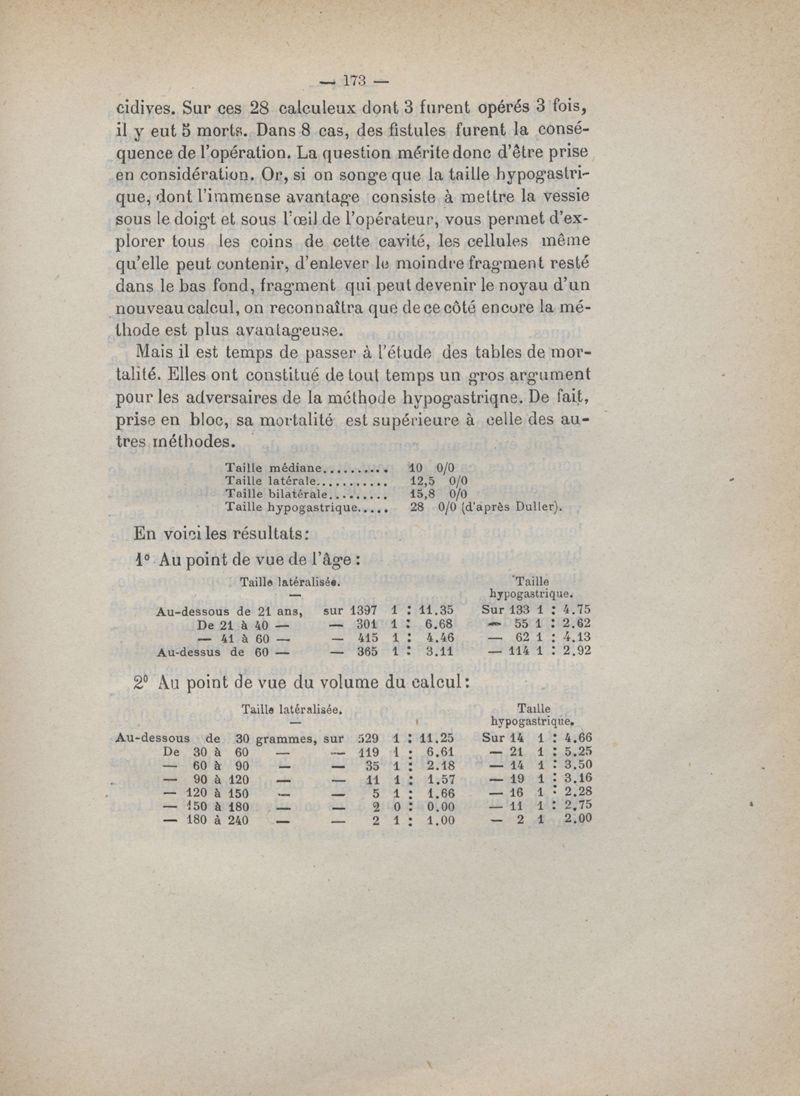 — 173 —
cidives. Sur ces 28 calculeux dont 3 furent opérés 3 fois,
il y eut 5 morts. Dans 8 cas, des fistules furent la consé-
quence de l'opération. La question mérite donc d'être prise
en considération. Or, si on songe que la taille hypogastri-
que, dont l'immense avantage consiste à mettre la vessie
sous le doigt et sous l'œil de l'opérateur, vous permet d'ex-
plorer tous les coins de cette cavité, les cellules même
qu'elle peut contenir, d'enlever le moindre fragment resté
dans le bas fond, fragment qui peut devenir le noyau d'un
nouveau calcul, on reconnaîtra que de ce côté encore la mé-
thode est plus avantageuse.
Mais il est temps de passer à l'étude des tables de mor-
talité. Elles ont constitué de tout temps un gros argument
pour les adversaires de la méthode hypogastriqne. De fait,
prise en bloc, sa mortalité est supérieure à celle des au-
tres méthodes.
Taille médiane.......... 10 0/0
Taille latérale........... 12,5 0/0
Taille bilatérale......... 15,8 0/0
Taille hypogastrique..... 28 0/0 (d'après Duller).
En voici les résultats:
1° Au point de vue de l'âge :
Taille latéralisée. Taille
— hypogastrique.
Au-dessous de 21 ans, sur 1397 1 : 11.35 Sur 133 1 : 4.75
De 21 à 40 — — 301 1 : 6.68 — 55 1 : 2.62
— 41 à 60 — — 415 1 : 4.46 — 62 1 : 4.13
Au-dessus de 60 — — 365 1 : 3.11 — 114 1 : 2.92
2° Au point de vue du volume du calcul:
Taille latéralisée. Taille
— hypogastrique.
Au-dessous de 30 grammes, sur 529 1 : 11.25 Sur 14 1 : 4.66
De 30 à 60 — — 119 1 : 6.61 — 21 1 : 5.25
— 60 à 90 — — 35 1 : 2.18 — 14 1 : 3.50
— 90 à 120 — — 11 1 : 1.57 — 19 1 : 3.16
— 120 à 150 — — 5 1 : 1.66 — 16 1 : 2.28
— 150 à 180 — — 2 0 : 0.00 — 11 1 : 2,75
— 180 à 240 — — 2 1 : 1.00 — 2 1 2.00